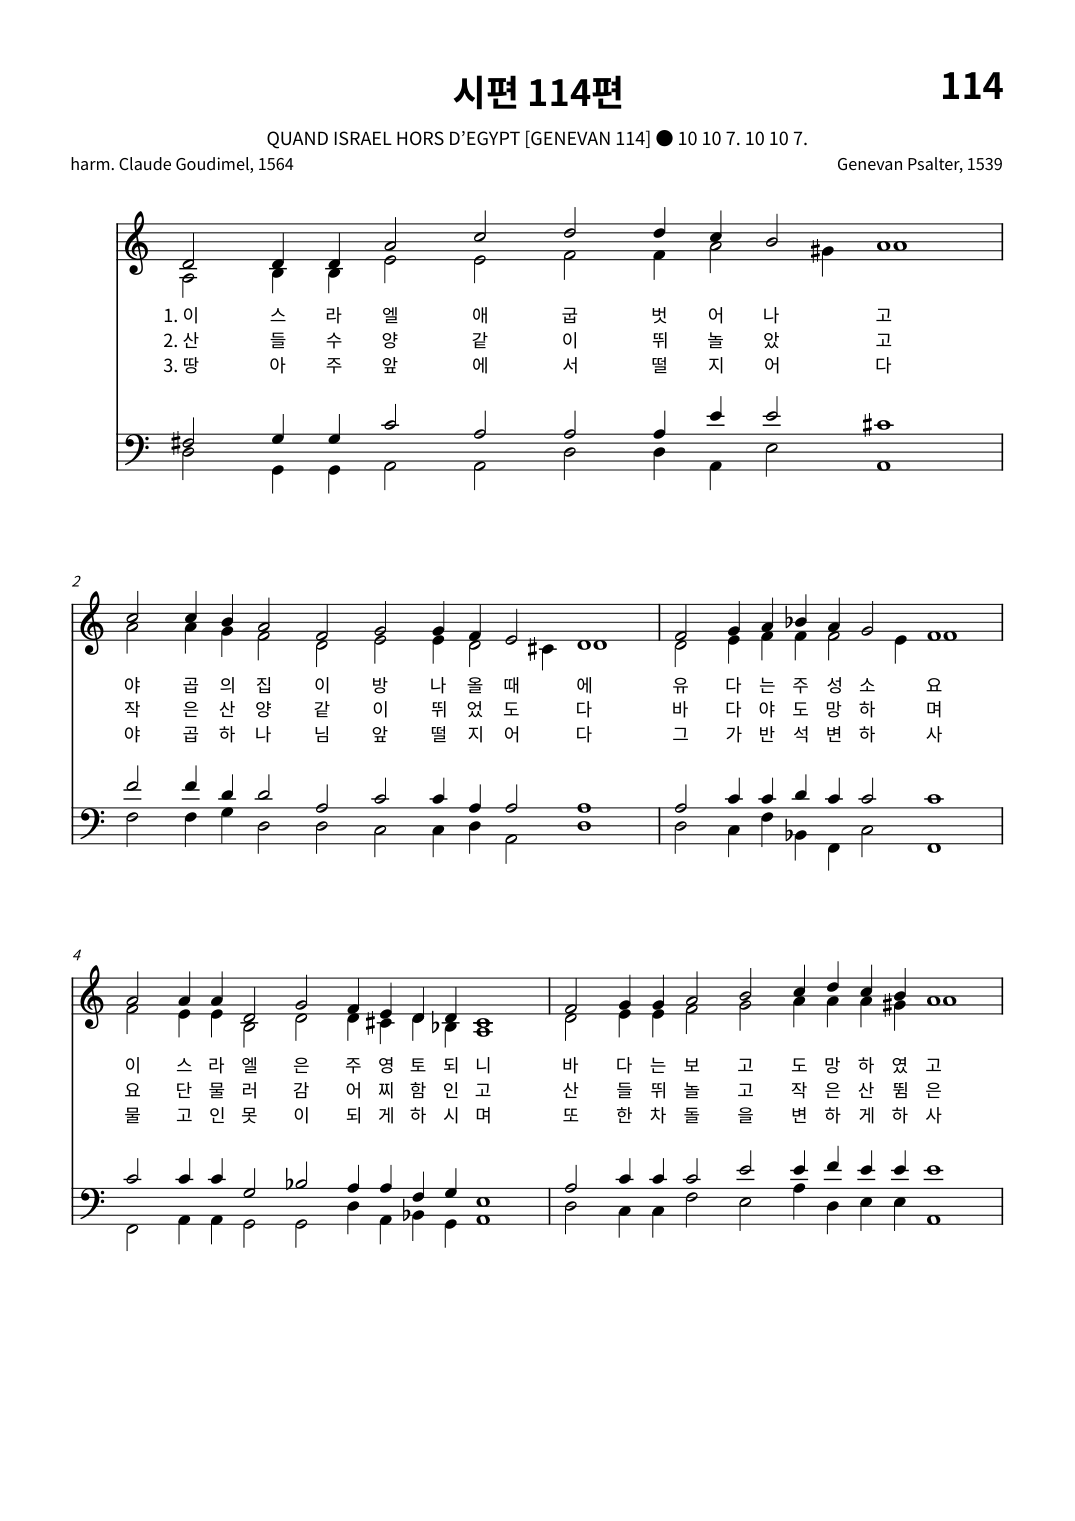 시편 114편
114
QUAND ISRAEL HORS D’EGYPT [GENEVAN 114] ● 10 10 7. 10 10 7.
harm. Claude Goudimel, 1564
Genevan Psalter, 1539
1. 이 스 라 엘 애 굽 벗 어 나 고
2. 산 들 수 양 같 이 뛰 놀 았 고
3. 땅 아 주 앞 에 서 떨 지 어 다
2
야 곱 의 집 이 방 나 올 때 에 유 다 는 주 성 소 요
작 은 산 양 같 이 뛰 었 도 다 바 다 야 도 망 하 며
야 곱 하 나 님 앞 떨 지 어 다 그 가 반 석 변 하 사
4
이 스 라 엘 은 주 영 토 되 니 바 다 는 보 고 도 망 하 였 고
요 단 물 러 감 어 찌 함 인 고 산 들 뛰 놀 고 작 은 산 뜀 은
물 고 인 못 이 되 게 하 시 며 또 한 차 돌 을 변 하 게 하 사